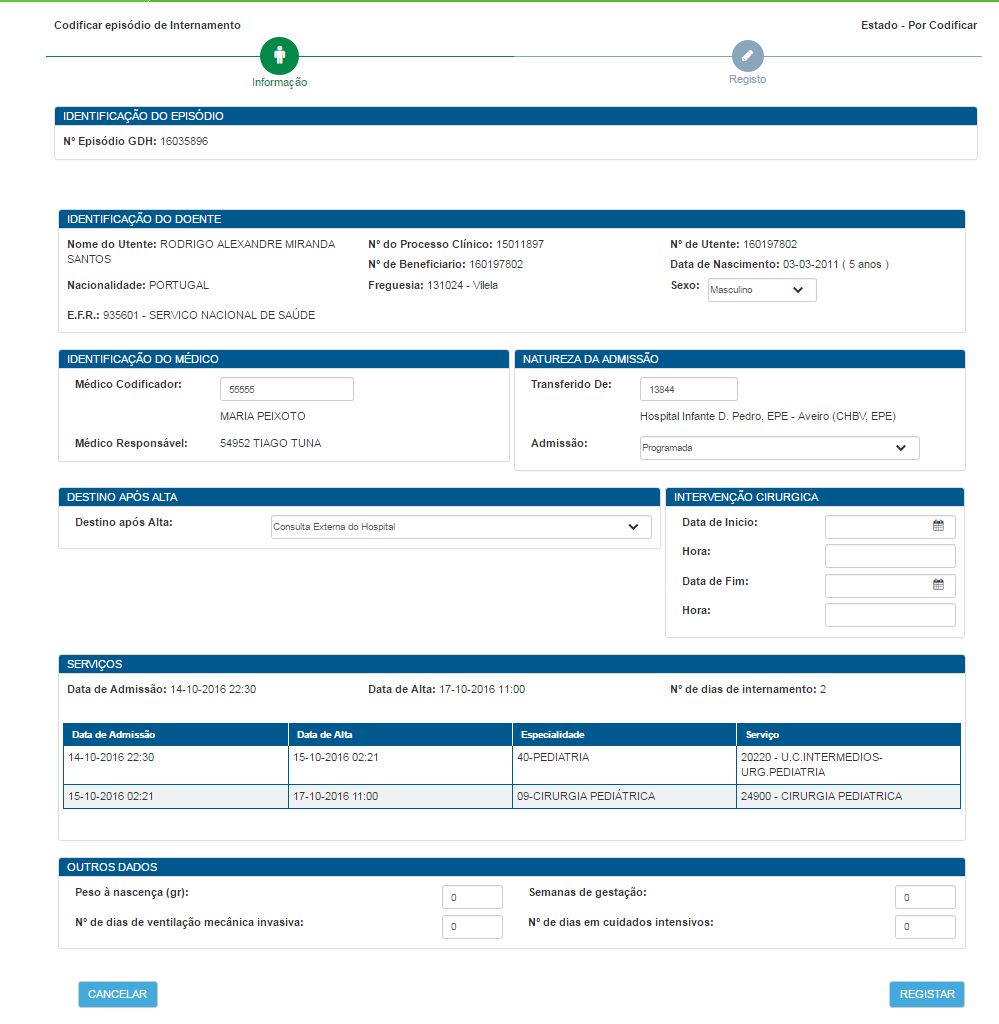 Codificar episódio de Internamento
Estado - Por Codificar
Informação
Registo
IDENTIFICAÇÃO DO EPISÓDIO
Nº Episódio GDH: 16035896
IDENTIFICAÇÃO DO DOENTE
Nome do Utente: RODRIGO ALEXANDRE MIRANDA
SANTOS
Nº do Processo Clínico: 15011897
Nº de Utente: 160197802
Nº de Beneficiario: 160197802
Data de Nascimento: 03-03-2011 ( 5 anos )
Nacionalidade: PORTUGAL
Freguesia: 131024 - Vilela
Sexo: Masculino
E.F.R.: 935601 - SERVICO NACIONAL DE SAÚDE
IDENTIFICAÇÃO DO MÉDICO
Médico Codificador: 55555
MARIA PEIXOTO
Médico Responsável: 54952 TIAGO TUNA
NATUREZA DA ADMISSÃO
Transferido De: 13844
Hospital Infante D. Pedro, EPE - Aveiro (CHBV, EPE)
Admissão: Programada
DESTINO APÓS ALTA
Destino após Alta: Consulta Externa do Hospital
INTERVENÇÃO CIRURGICA
Data de Inicio:
Hora:
Data de Fim:
Hora:
SERVIÇOS
Data de Admissão: 14-10-2016 22:30
Data de Alta: 17-10-2016 11:00
Nº de dias de internamento: 2
Data de Admissão Data de Alta Especialidade Serviço
14-10-2016 22:30 15-10-2016 02:21 40-PEDIATRIA 20220 - U.C.INTERMEDIOS-
URG.PEDIATRIA
15-10-2016 02:21 17-10-2016 11:00 09-CIRURGIA PEDIÁTRICA 24900 - CIRURGIA PEDIATRICA
OUTROS DADOS
Peso à nascença (gr): 0
Semanas de gestação: 0
Nº de dias de ventilação mecânica invasiva: 0
Nº de dias em cuidados intensivos: 0
CANCELAR
REGISTAR